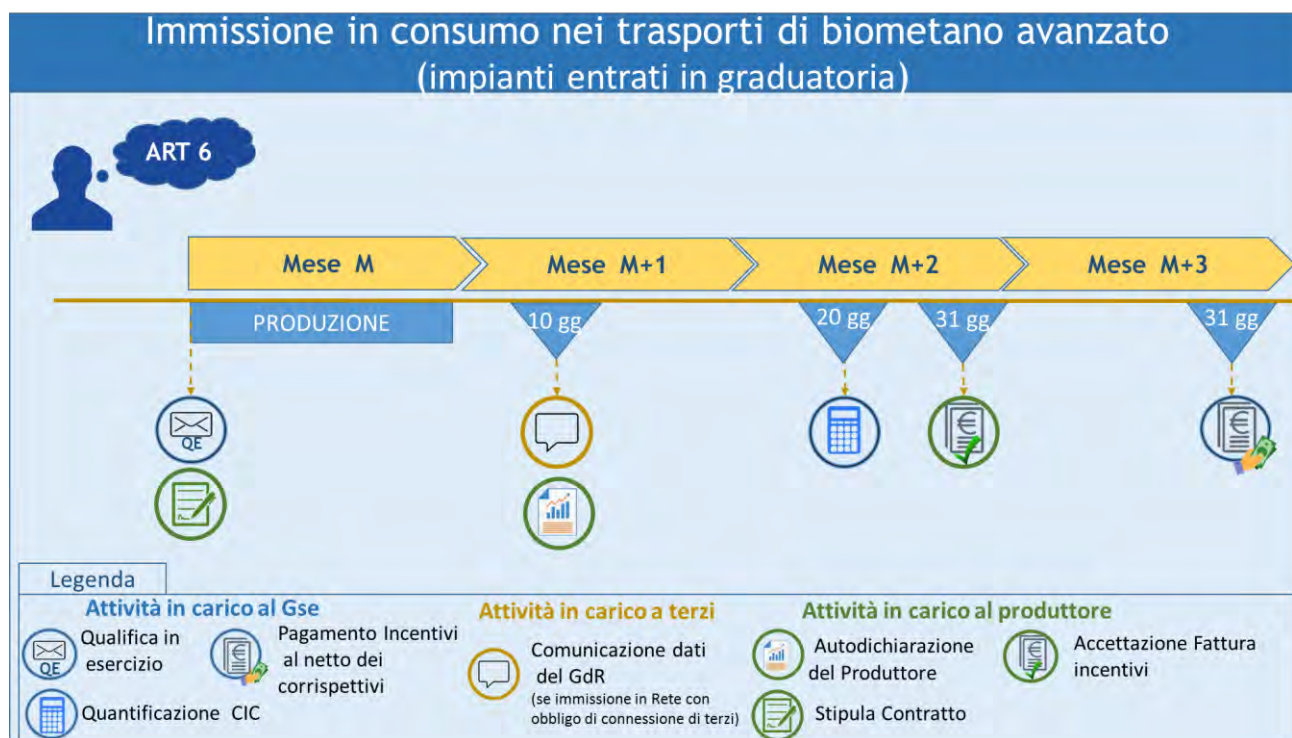 Immissione in consumo nei trasporti di biometano avanzato
(impianti entrati in graduatoria)
ART 6
Mese M
Mese M+1
Mese M+2
Mese M+3
PRODUZIONE
10 gg
20 gg
31 gg
31 gg
QE
Legenda
Attività in carico al Gse
QE
Qualifica in
esercizio
Pagamento Incentivi
al netto dei
corrispettivi
Quantificazione CIC
Attività in carico a terzi
Comunicazione dati
del GdR
(se immissione in Rete con
obbligo di connessione di terzi)
Attività in carico al produttore
Autodichiarazione
del Produttore
Accettazione Fattura
incentivi
Stipula Contratto